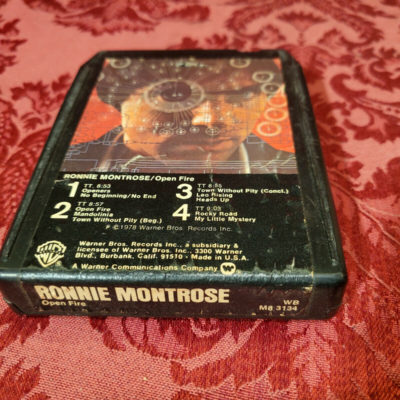 RONNIE MONTROSE/Open Fire
1 TT 8:53
Openers
No Beginning/No End
2 TT 8:57
Open Fire
Mandolinia
Town Without Pity (Beg.)
3 TT 8:55
Town Without Pity (Concl.)
Leo Rising
Heads Up
4 TT 9:03
Rocky Road
My Little Mystery
P ©1978 Warner Bros. Records Inc.
Warner Bros. Records Inc., a subsidiary &
licensee of Warner Bros. Inc., 3300 Warner
Blvd., Burbank, Calif. 91510 - Made in U.S.A.
A Warner Communications Company
RONNIE MONTROSE
Open Fire
WB
M8 3134